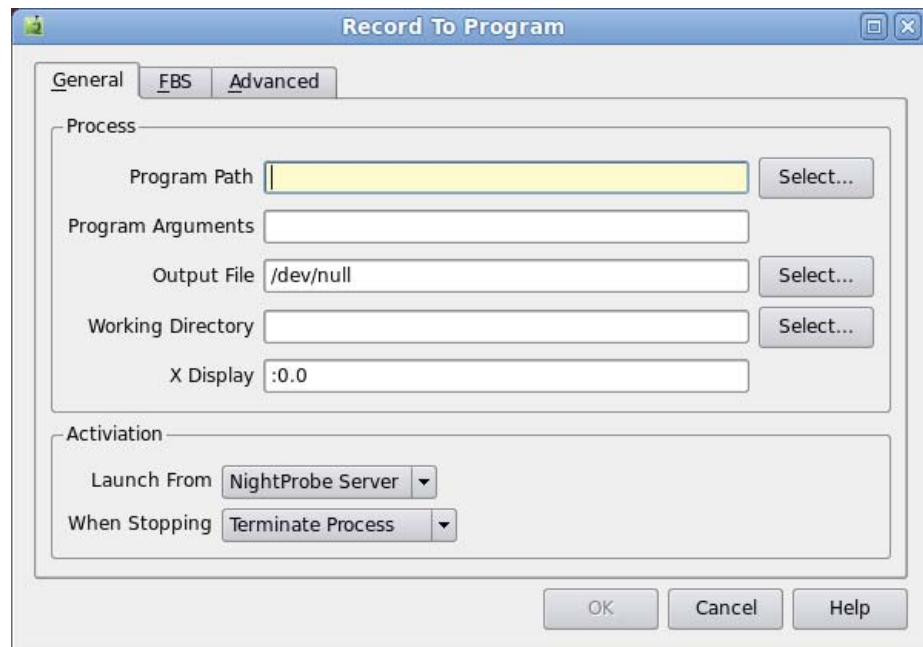 Record To Program
General FBS Advanced
Process
Program Path Select...
Program Arguments
Output File /dev/null Select...
Working Directory Select...
X Display :0.0
Activiation
Launch From NightProbe Server
When Stopping Terminate Process
OK Cancel Help